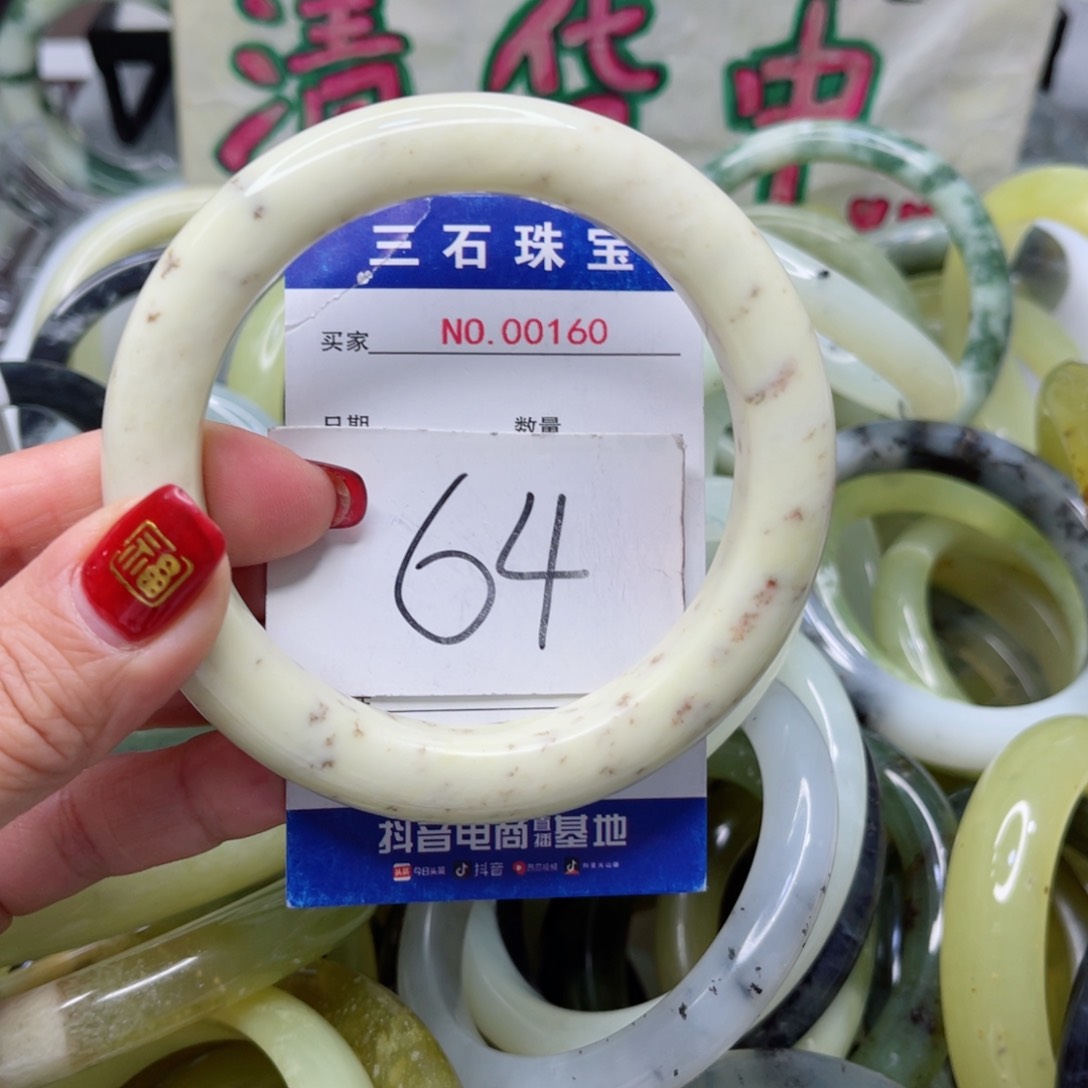 清货中
三石珠宝
买家 NO.00160
日期 数量
64
福
抖音电商直播基地
今日头条 抖音